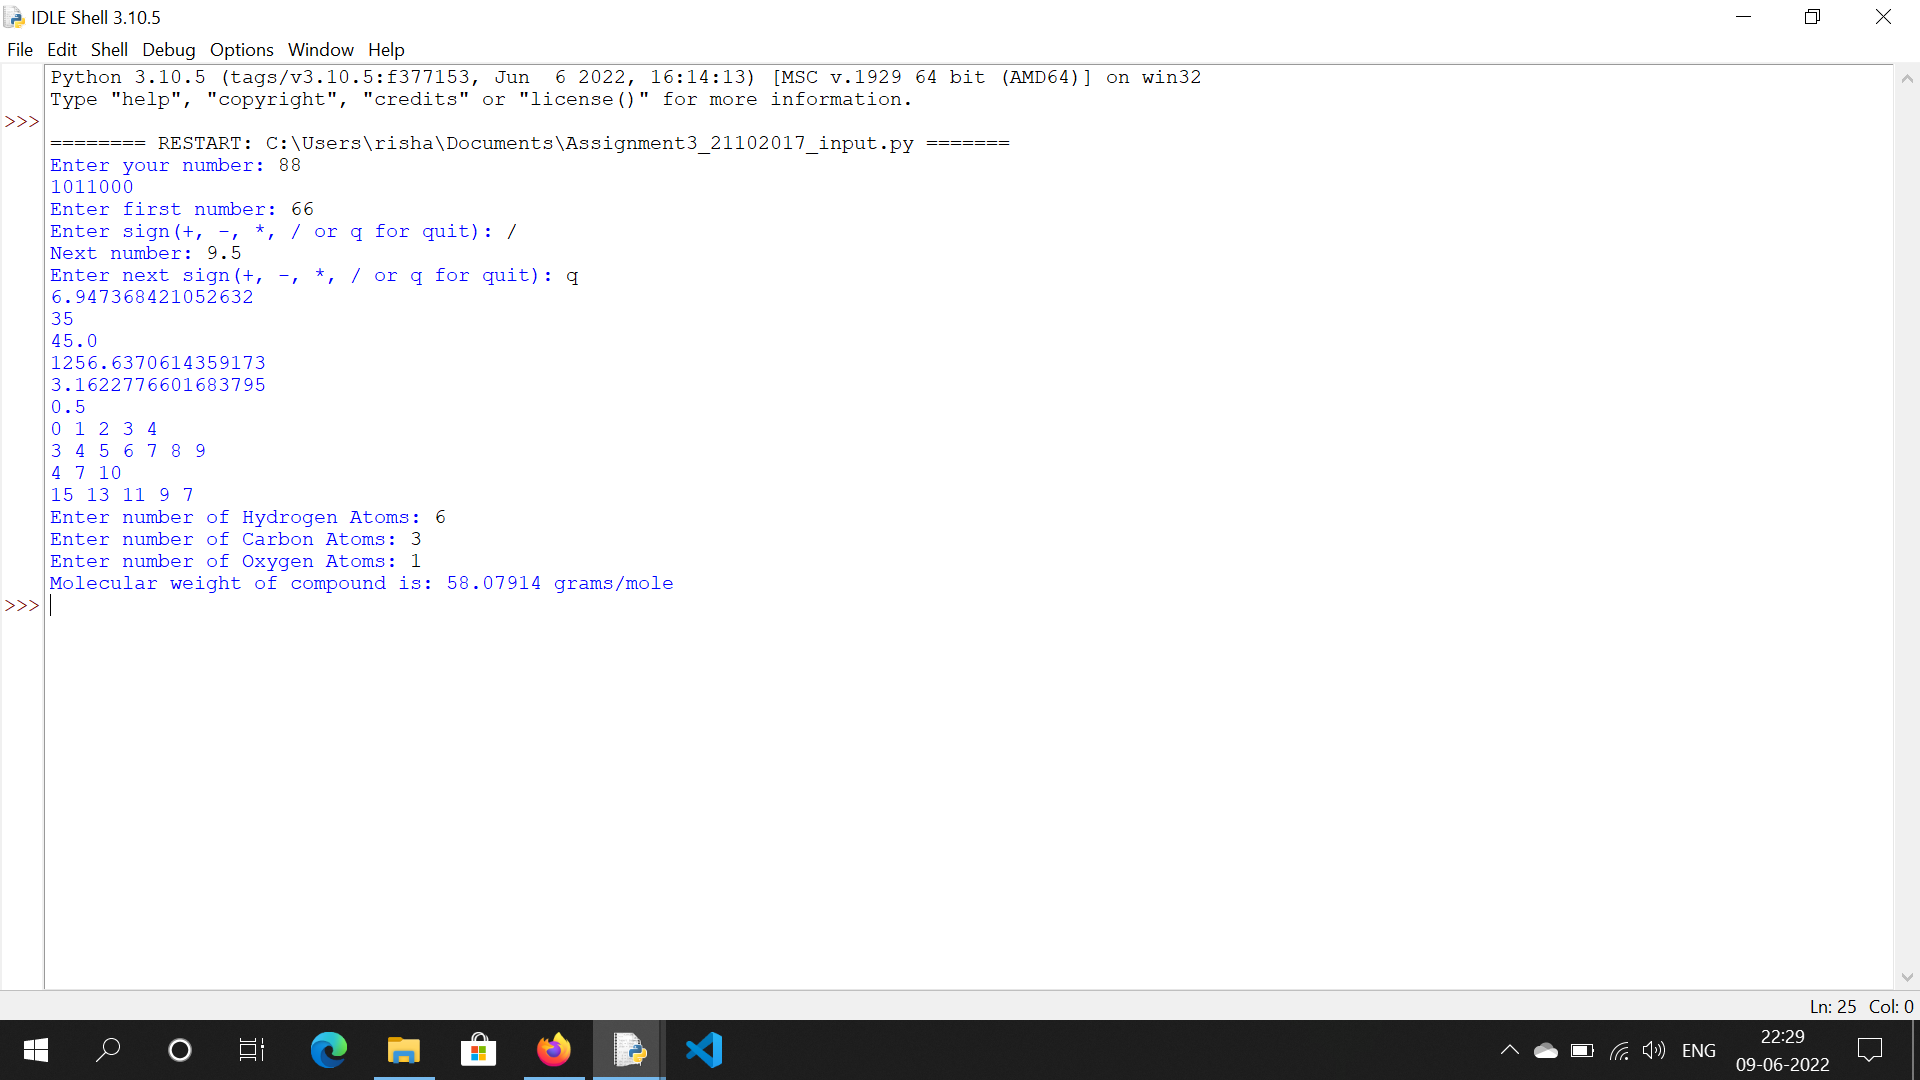 IDLE Shell 3.10.5
File Edit Shell Debug Options Window Help
Python 3.10.5 (tags/v3.10.5:f377153, Jun  6 2022, 16:14:13) [MSC v.1929 64 bit (AMD64)] on win32
Type "help", "copyright", "credits" or "license()" for more information.
>>>
======== RESTART: C:\Users\risha\Documents\Assignment3_21102017_input.py =======
Enter your number: 88
1011000
Enter first number: 66
Enter sign(+, -, *, / or q for quit): /
Next number: 9.5
Enter next sign(+, -, *, / or q for quit): q
6.947368421052632
35
45.0
1256.6370614359173
3.1622776601683795
0.5
0 1 2 3 4
3 4 5 6 7 8 9
4 7 10
15 13 11 9 7
Enter number of Hydrogen Atoms: 6
Enter number of Carbon Atoms: 3
Enter number of Oxygen Atoms: 1
Molecular weight of compound is: 58.07914 grams/mole
>>>
Ln: 25 Col: 0
ENG
22:29
09-06-2022